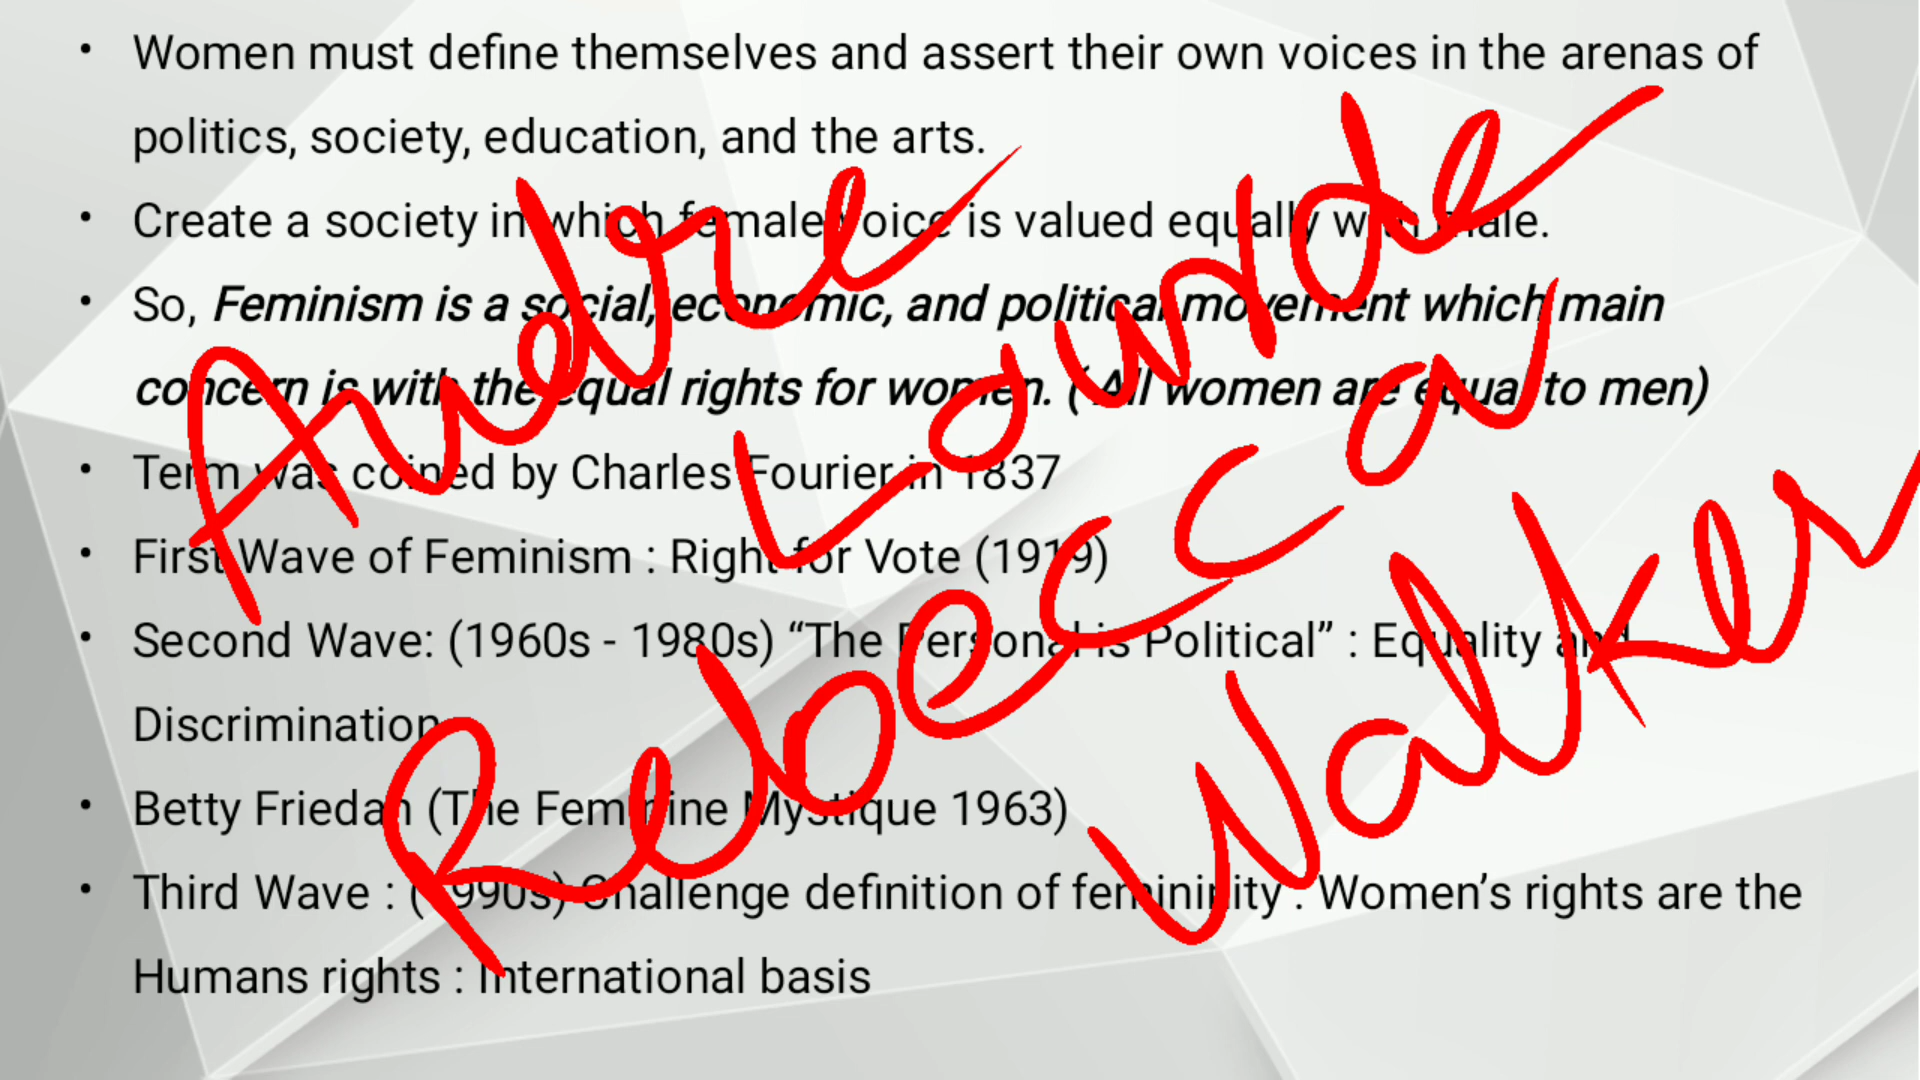 • Women must define themselves and assert their own voices in the arenas of
politics, society, education, and the arts.
• Create a society in which female voice is valued equally with male.
• So, Feminism is a social, economic, and political movement which main
concern is with the equal rights for women. ( All women are equal to men)
• Term was coined by Charles Fourier in 1837
• First Wave of Feminism : Right for Vote (1919)
• Second Wave: (1960s - 1980s) “The Personal is Political” : Equality and
Discrimination
• Betty Friedan (The Feminine Mystique 1963)
• Third Wave : (1990s) Challenge definition of femininity : Women’s rights are the
Humans rights : International basis
Audre
Lourde
Rebecca
Walker